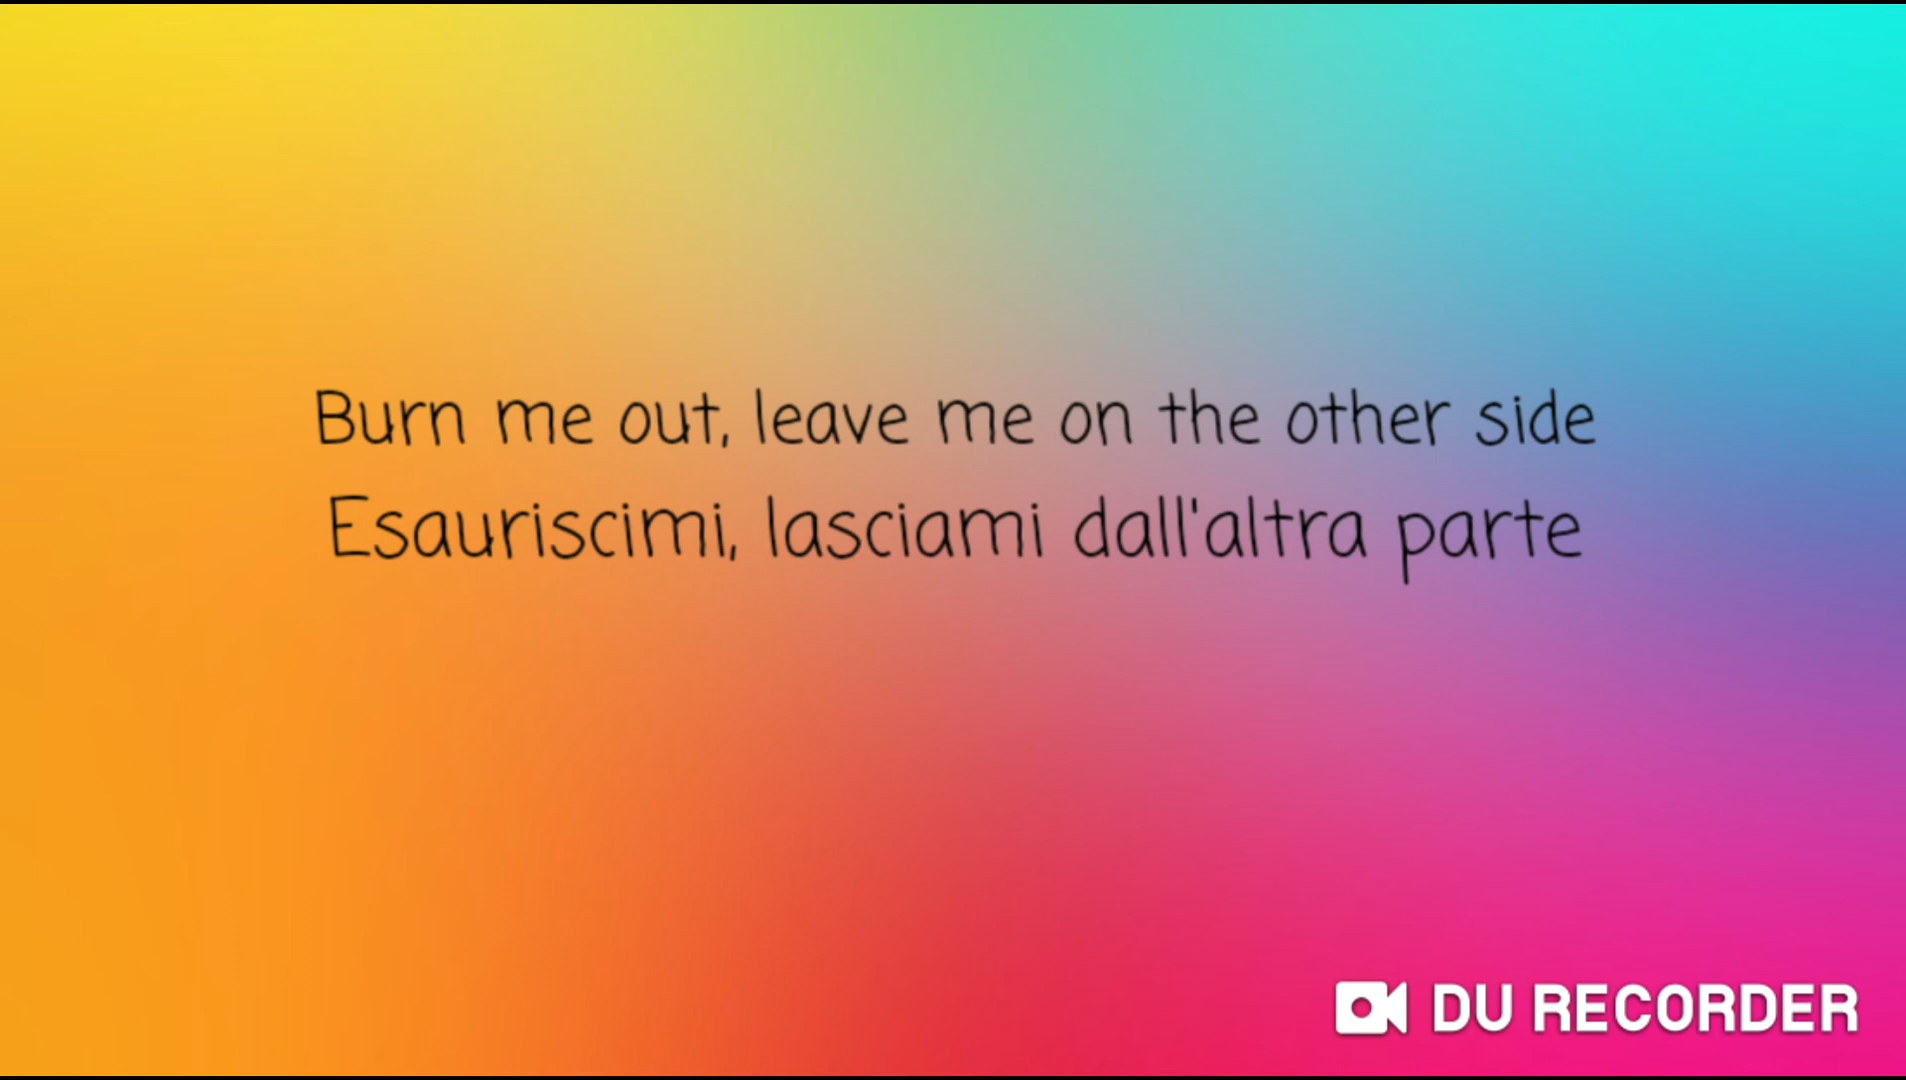 Burn me out, leave me on the other side
Esauriscimi, lasciami dall'altra parte
DU RECORDER